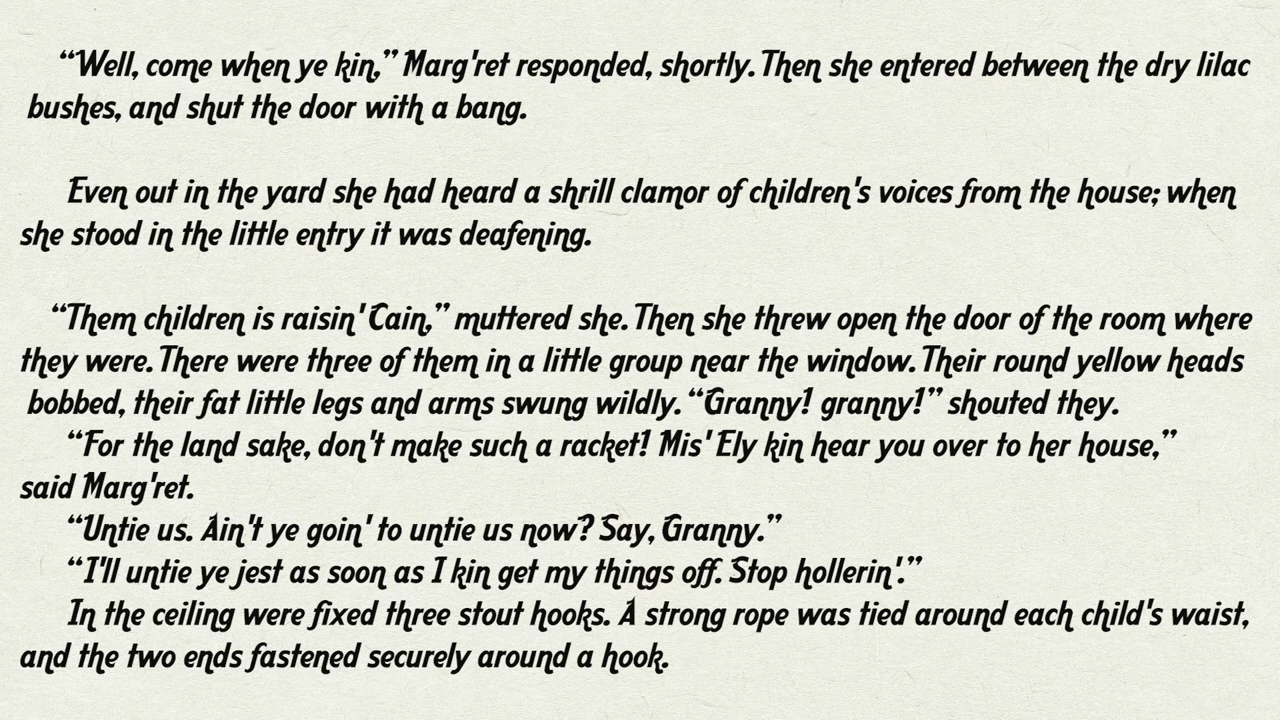 “Well, come when ye kin,” Marg'ret responded, shortly. Then she entered between the dry lilac
bushes, and shut the door with a bang.
Even out in the yard she had heard a shrill clamor of children's voices from the house; when
she stood in the little entry it was deafening.
“Them children is raisin' Cain,” muttered she. Then she threw open the door of the room where
they were. There were three of them in a little group near the window. Their round yellow heads
bobbed, their fat little legs and arms swung wildly. “Granny! granny!” shouted they.
“For the land sake, don't make such a racket! Mis' Ely kin hear you over to her house,”
said Marg'ret.
“Untie us. Ain't ye goin' to untie us now? Say, Granny.”
“I'll untie ye jest as soon as I kin get my things off. Stop hollerin'.”
In the ceiling were fixed three stout hooks. A strong rope was tied around each child's waist,
and the two ends fastened securely around a hook.